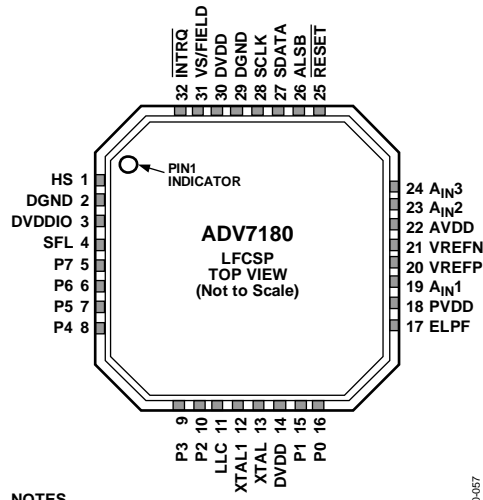 32 INTRQ
31 VS/FIELD
30 DVDD
29 DGND
28 SCLK
27 SDATA
26 ALSB
25 RESET
PIN1
INDICATOR
HS 1
DGND 2
DVDDIO 3
SFL 4
P7 5
P6 6
P5 7
P4 8
ADV7180
LFCSP
TOP VIEW
(Not to Scale)
24 AIN3
23 AIN2
22 AVDD
21 VREFN
20 VREFP
19 AIN1
18 PVDD
17 ELPF
P3 9
P2 10
LLC 11
XTAL1 12
XTAL 13
DVDD 14
P1 15
P0 16
NOTES
0-057